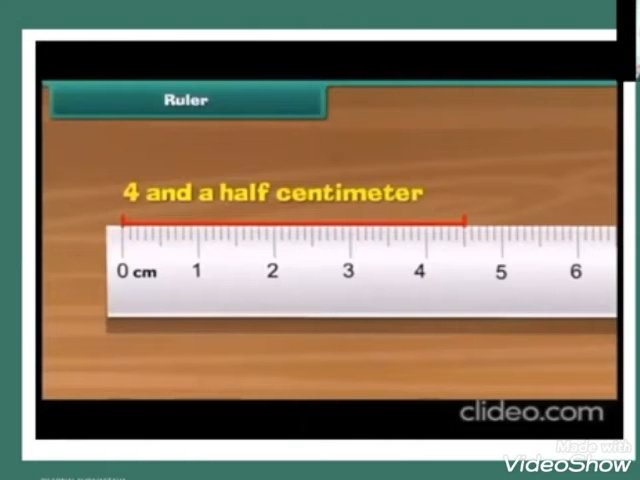 Ruler
4 and a half centimeter
0 cm 1 2 3 4 5 6
clideo.com
Made with
VideoShow